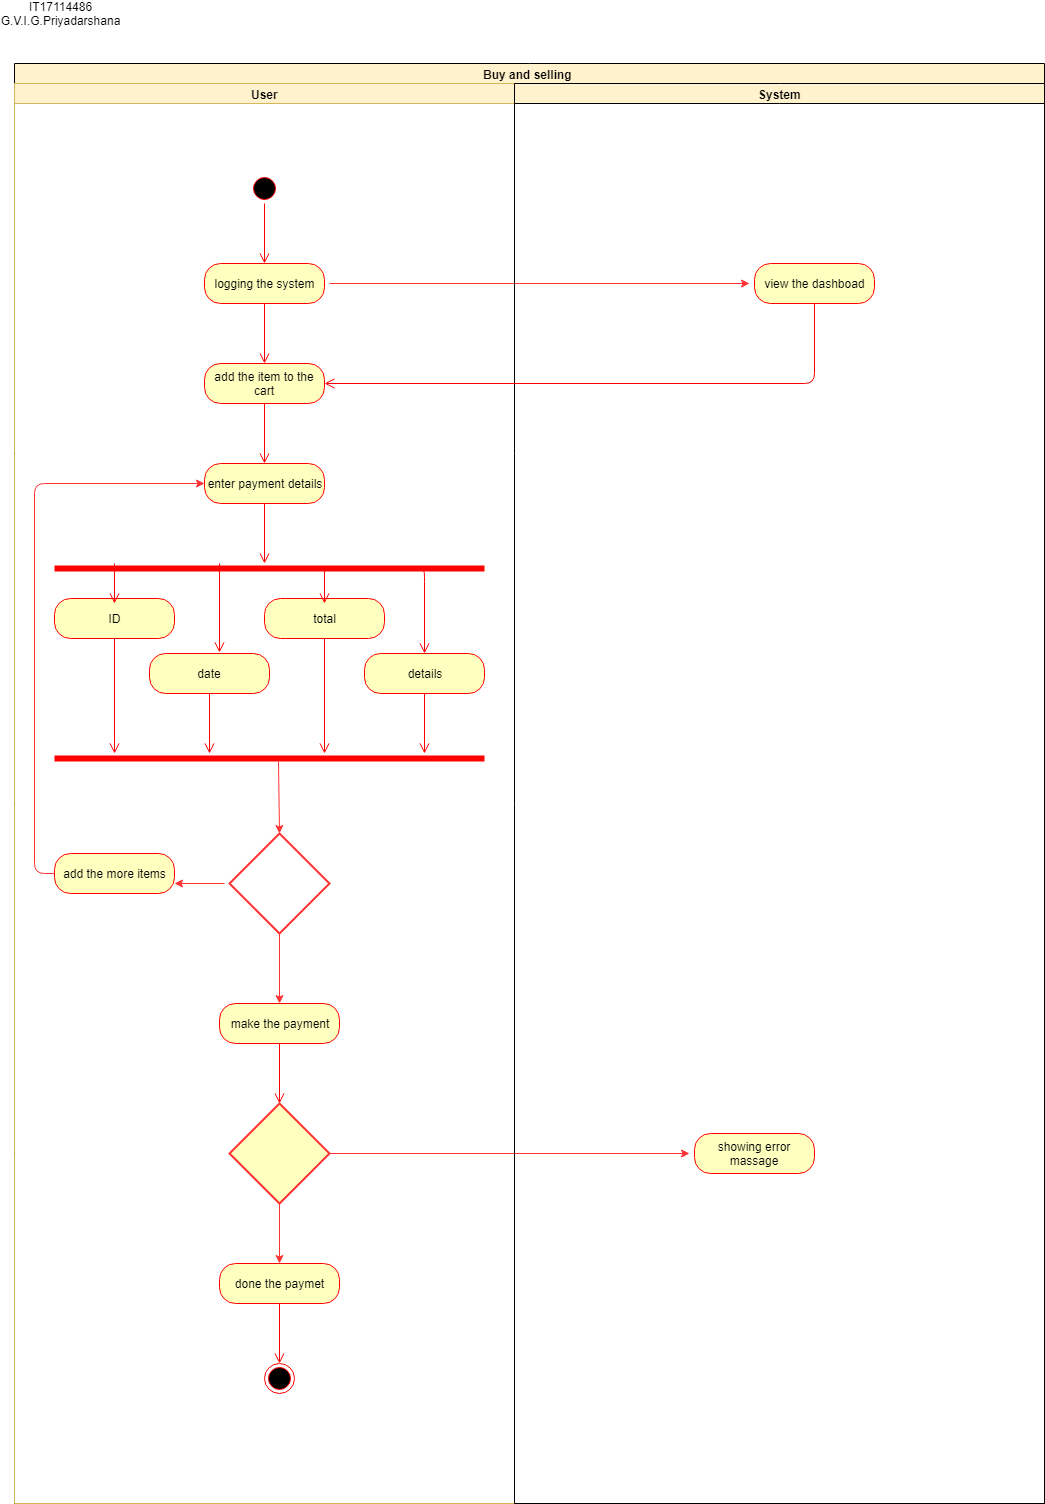 IT17114486
G.V.I.G.Priyadarshana
Buy and selling
User
System
logging the system
view the dashboad
add the item to the
cart
enter payment details
ID
total
date
details
add the more items
make the payment
showing error
massage
done the paymet